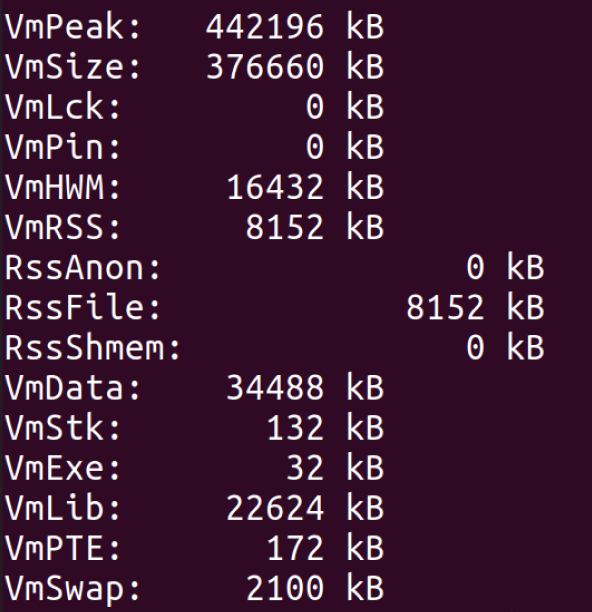 VmPeak:   442196 kB
VmSize:   376660 kB
VmLck:         0 kB
VmPin:         0 kB
VmHWM:     16432 kB
VmRSS:      8152 kB
RssAnon:               0 kB
RssFile:            8152 kB
RssShmem:              0 kB
VmData:    34488 kB
VmStk:       132 kB
VmExe:        32 kB
VmLib:     22624 kB
VmPTE:       172 kB
VmSwap:     2100 kB